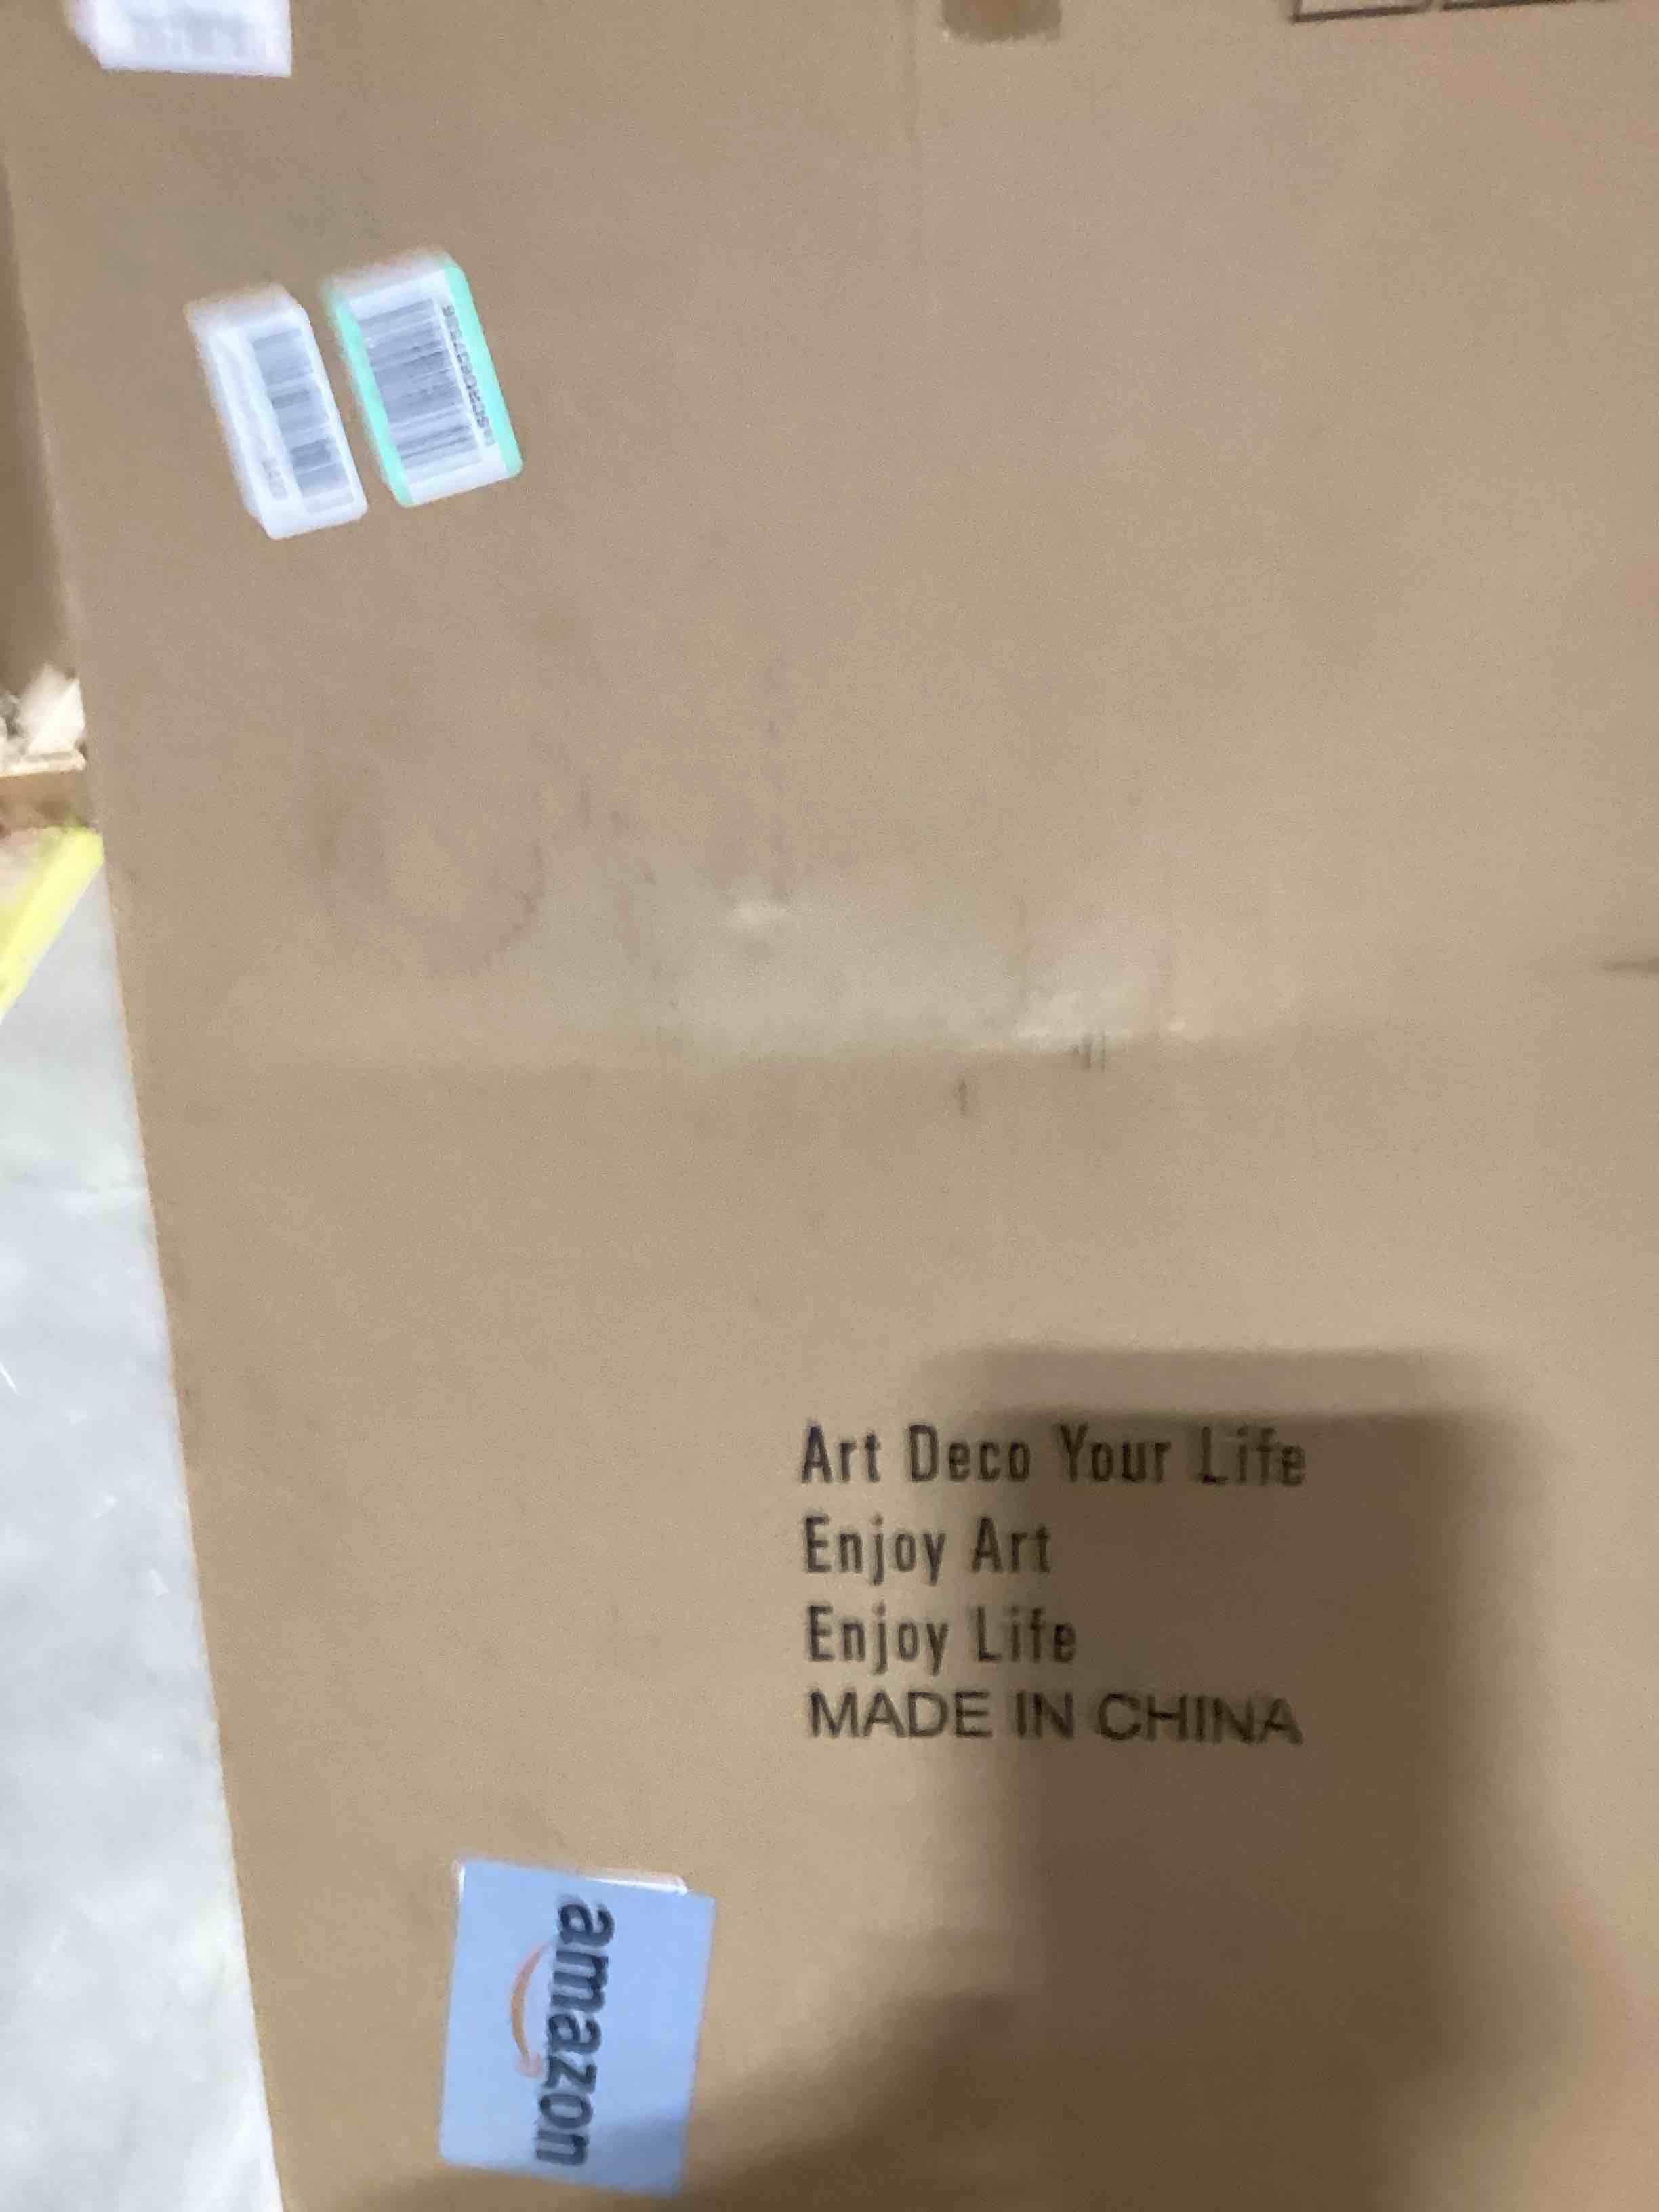 Art Deco Your Life
Enjoy Art
Enjoy Life
MADE IN CHINA
amazon